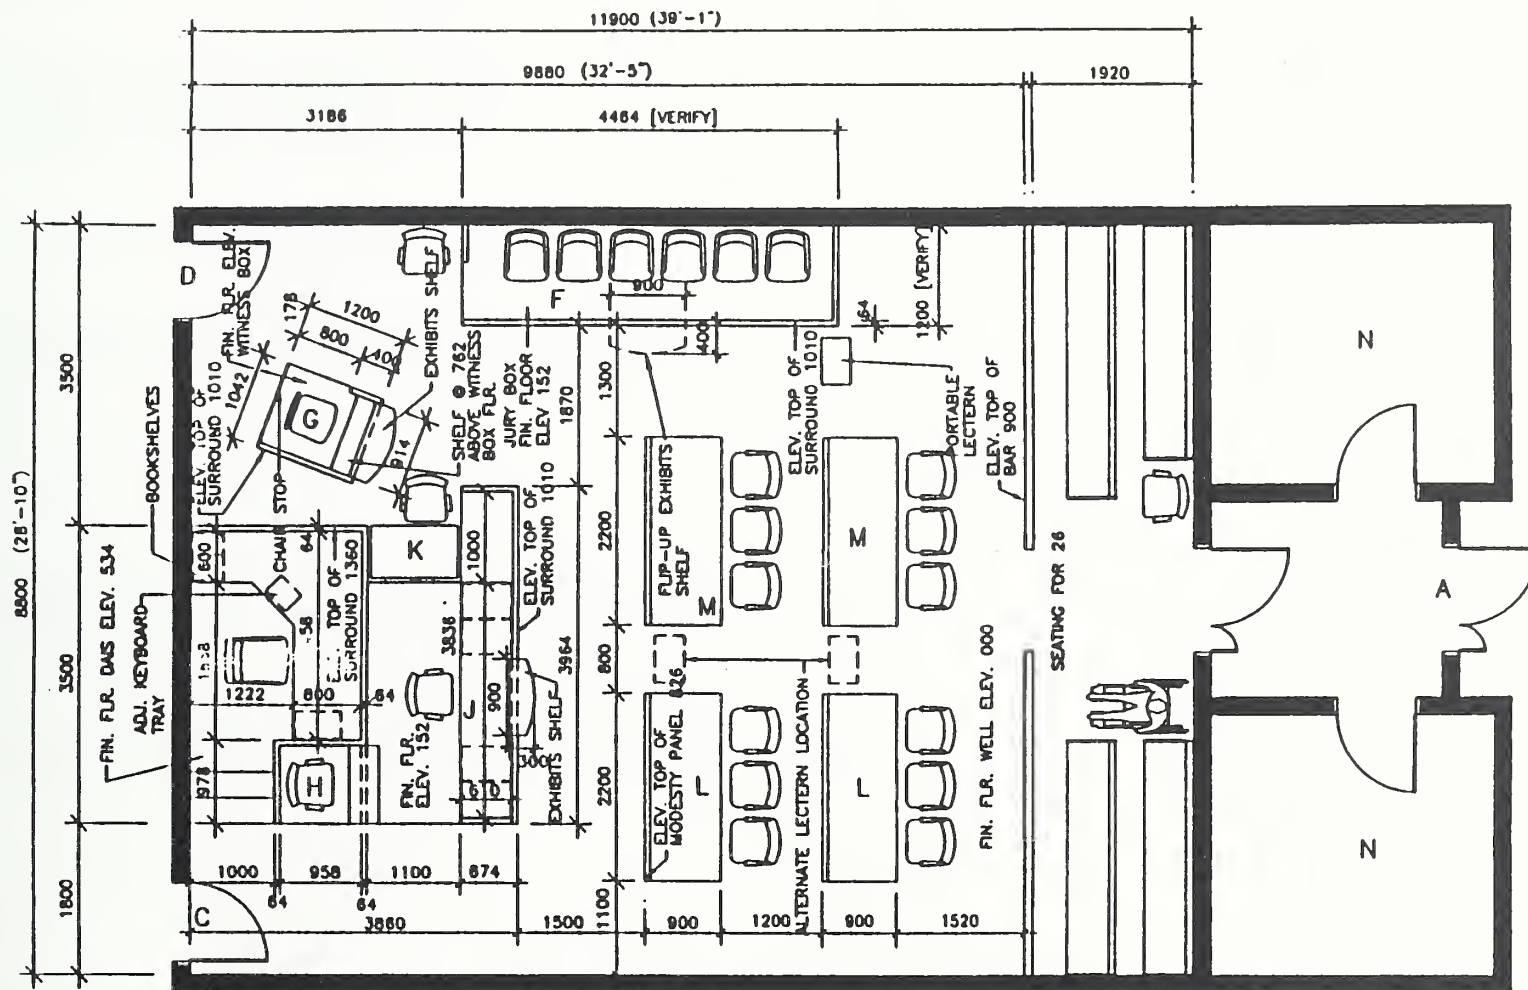 11900 (39'-1")
9880 (32'-5")
1920
3186
4464 [VERIFY]
D
FIN. FLR. ELEV.
WITNESS BOX
178
1200
800
400
1042
914
EXHIBITS SHELF
F
900
400
64
1200 [VERIFY]
N
3500
8800 (28'-10")
BOOKSHELVES
ELEV. TOP OF
SURROUND 1010
G
SHELF @ 762
ABOVE WITNESS
BOX FLR.
JURY BOX
FIN. FLOOR
ELEV 152
1870
1300
ELEV. TOP OF
SURROUND 1010
PORTABLE
LECTERN
ELEV. TOP OF
BAR 900
CHAIR STOP
600
64
K
1000
ELEV. TOP OF
SURROUND 1010
2200
FLIP-UP EXHIBITS
SHELF
M
M
SEATING FOR 26
A
FIN. FLR. DAIS ELEV. 534
ADJ. KEYBOARD
TRAY
ELEV. TOP OF
SURROUND 1360
3836
3964
3500
1222
800
64
J
900
300
EXHIBITS SHELF
800
978
H
FIN. FLR.
ELEV. 152
2200
ELEV. TOP OF
MODESTY PANEL 826
L
L
ALTERNATE LECTERN LOCATION
FIN. FLR. WELL ELEV. 000
N
1800
C
1000
958
1100
674
64
64
3860
1500
1100
900
1200
900
1520